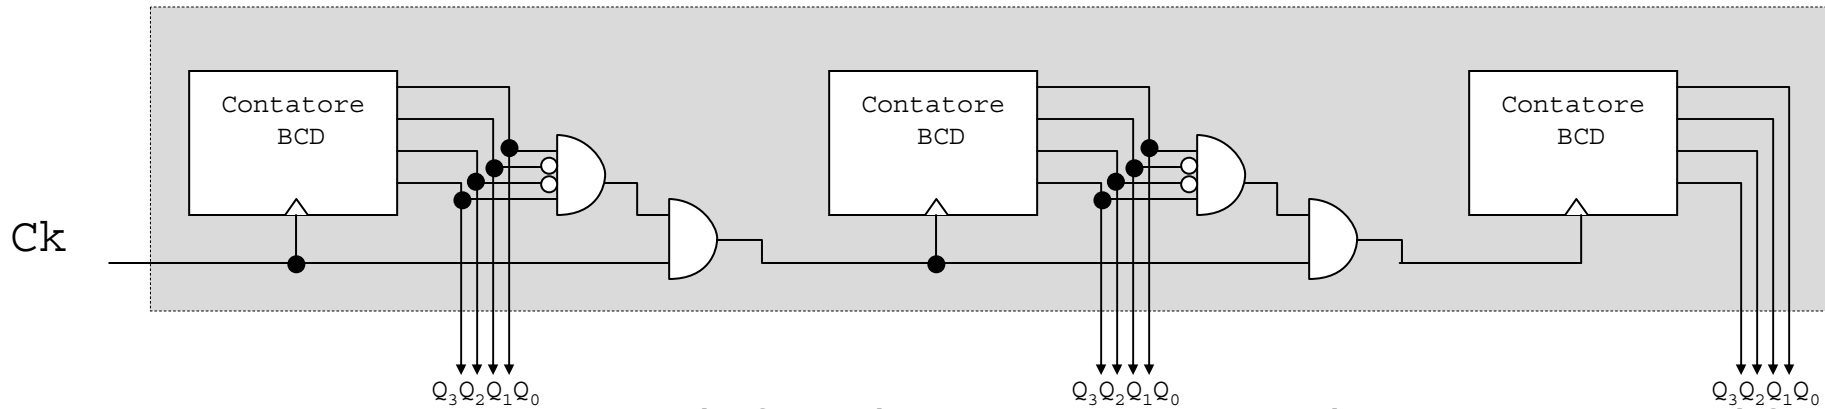 Contatore
BCD
Contatore
BCD
Contatore
BCD
Ck
Q₃Q₂Q₁Q₀
Q₃Q₂Q₁Q₀
Q₃Q₂Q₁Q₀